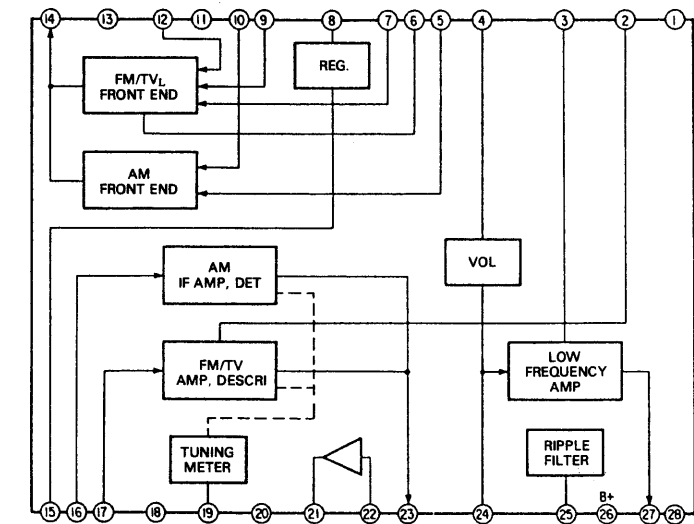 14 13 12 11 10 9 8 7 6 5 4 3 2 1
REG.
FM/TVL
FRONT END
AM
FRONT END
AM
IF AMP, DET
VOL
FM/TV
AMP, DESCRI
LOW
FREQUENCY
AMP
TUNING
METER
RIPPLE
FILTER
B+
15 16 17 18 19 20 21 22 23 24 25 26 27 28